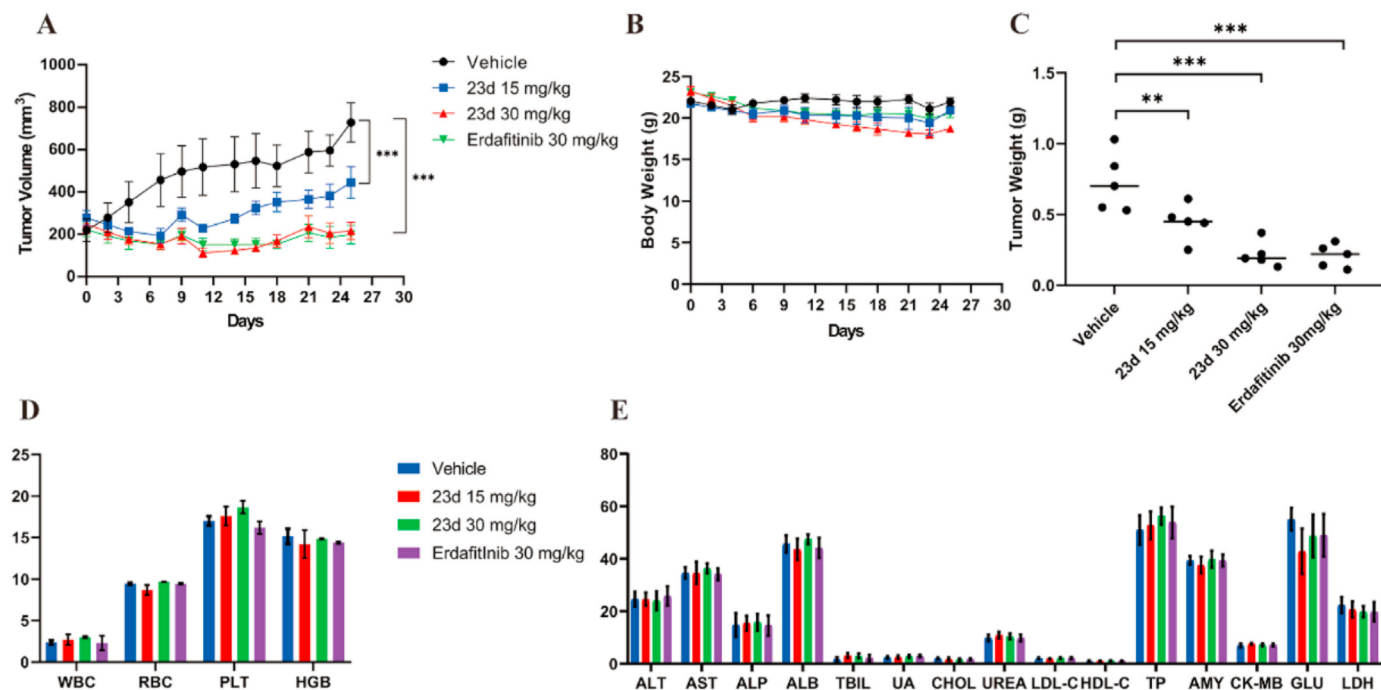 A
Tumor Volume (mm³)
1000
800
600
400
200
0
0 3 6 9 12 15 18 21 24 27 30
Days
***
***
Vehicle
23d 15 mg/kg
23d 30 mg/kg
Erdafitinib 30 mg/kg
B
Body Weight (g)
25
20
15
10
5
0
0 3 6 9 12 15 18 21 24 27 30
Days
C
***
***
**
Tumor Weight (g)
1.5
1.0
0.5
0.0
Vehicle
23d 15 mg/kg
23d 30 mg/kg
Erdafitinib 30mg/kg
D
25
20
15
10
5
0
WBC RBC PLT HGB
Vehicle
23d 15 mg/kg
23d 30 mg/kg
ErdafitInib 30 mg/kg
E
80
60
40
20
0
ALT AST ALP ALB TBIL UA CHOL UREA LDL-C HDL-C TP AMY CK-MB GLU LDH